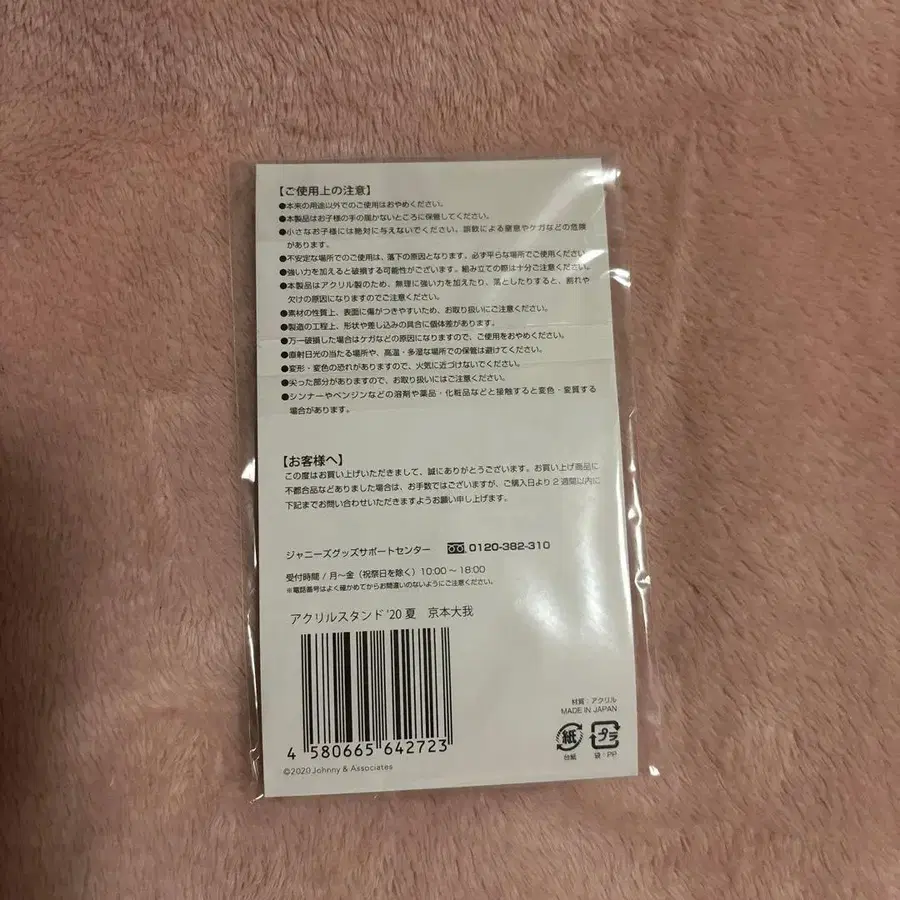 【ご使用上の注意】
●本来の用途以外でのご使用はおやめください。
●本製品はお子様の手の届かないところに保管してください。
●小さなお子様には絶対に与えないでください。誤飲による窒息やケガなどの危険
があります。
●不安定な場所でのご使用は、落下の原因となります。必ず平らな場所でご使用ください。
●強い力を加えると破損する可能性がございます。組み立ての際は十分ご注意ください。
●本製品はアクリル製のため、無理に強い力を加えたり、落としたりすると、割れや
欠けの原因になりますのでご注意ください。
●素材の性質上、表面に傷がつきやすいため、お取り扱いにご注意ください。
●製造の工程上、形状や差し込みの具合に個体差があります。
●万一破損した場合はケガなどの原因になりますので、ご使用をおやめください。
●直射日光の当たる場所や、高温・多湿な場所での保管は避けてください。
●変形・変色の恐れがありますので、火気に近づけないでください。
●尖った部分がありますので、お取り扱いにはご注意ください。
●シンナーやベンジンなどの溶剤や薬品・化粧品などと接触すると変色・変質する
場合があります。
【お客様へ】
この度はお買い上げいただきまして、誠にありがとうございます。お買い上げ商品に
不都合品などありました場合は、お手数ではございますが、ご購入日より2週間以内に
下記までお問い合わせいただきますようお願い申し上げます。
ジャニーズグッズサポートセンター 0120-382-310
受付時間 / 月〜金（祝祭日を除く）10:00〜18:00
※電話番号はよく確かめてからお間違いのないようにご注意ください。
アクリルスタンド '20 夏 京本大我
材質：アクリル
MADE IN JAPAN
4 580665 642723
紙 プラ
台紙 袋：PP
©2020 Johnny & Associates